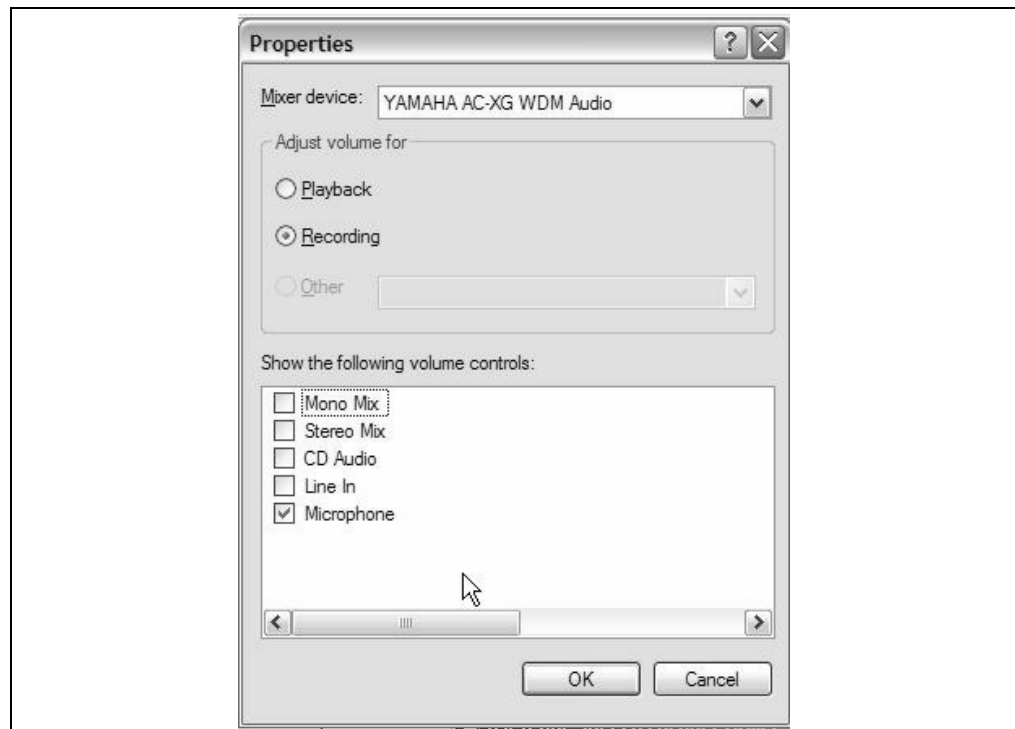 Properties
Mixer device: YAMAHA AC-XG WDM Audio
Adjust volume for
Playback
Recording
Other
Show the following volume controls:
Mono Mix
Stereo Mix
CD Audio
Line In
Microphone
OK Cancel